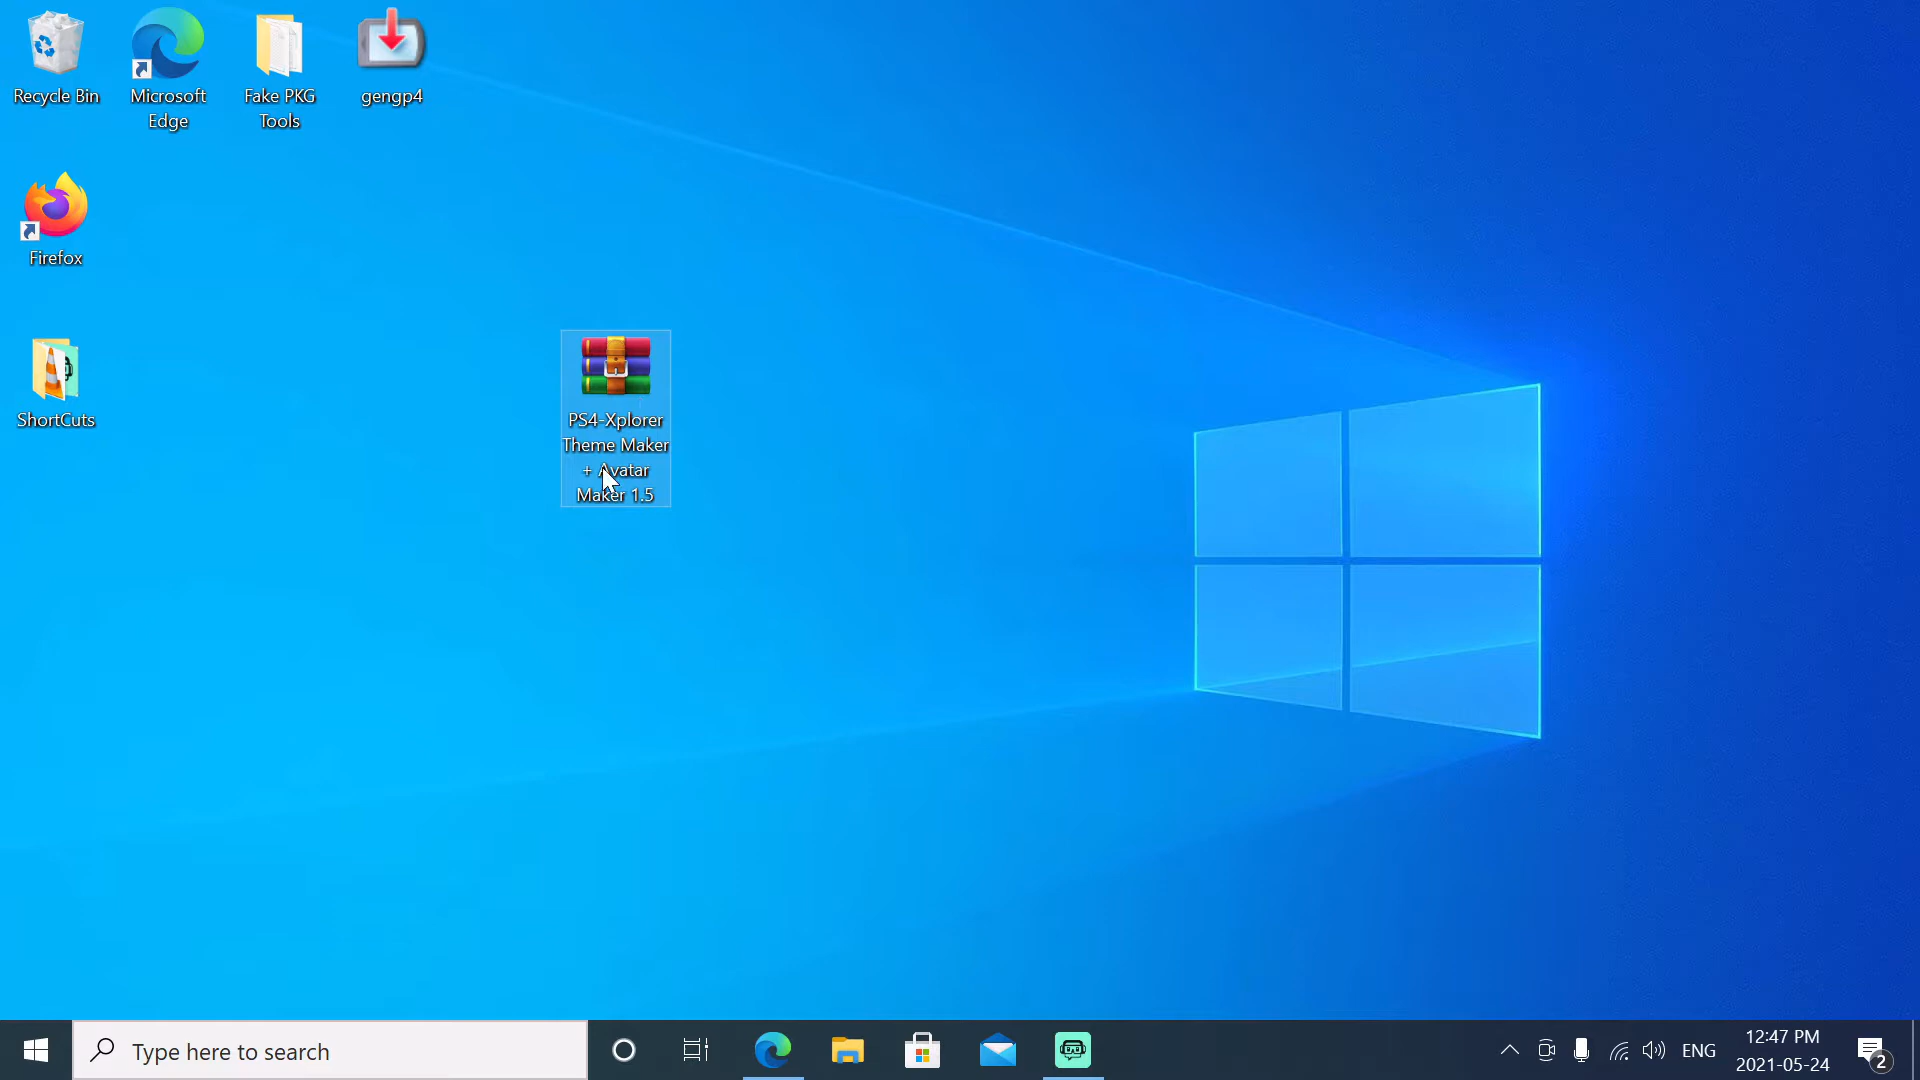 Recycle Bin
Microsoft
Edge
Fake PKG
Tools
gengp4
Firefox
ShortCuts
PS4-Xplorer
Theme Maker
+ Avatar
Maker 1.5
Type here to search
ENG
12:47 PM
2021-05-24
2